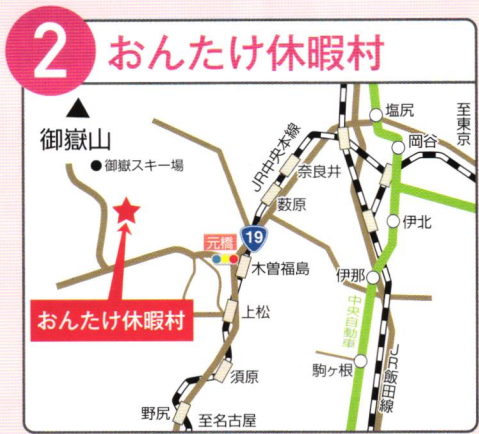 2
おんたけ休暇村
御嶽山
御嶽スキー場
JR中央本線
塩尻
岡谷
至東京
奈良井
薮原
19
元橋
木曽福島
伊北
伊那
おんたけ休暇村
上松
中央自動車
駒ヶ根
JR飯田線
須原
野尻
至名古屋